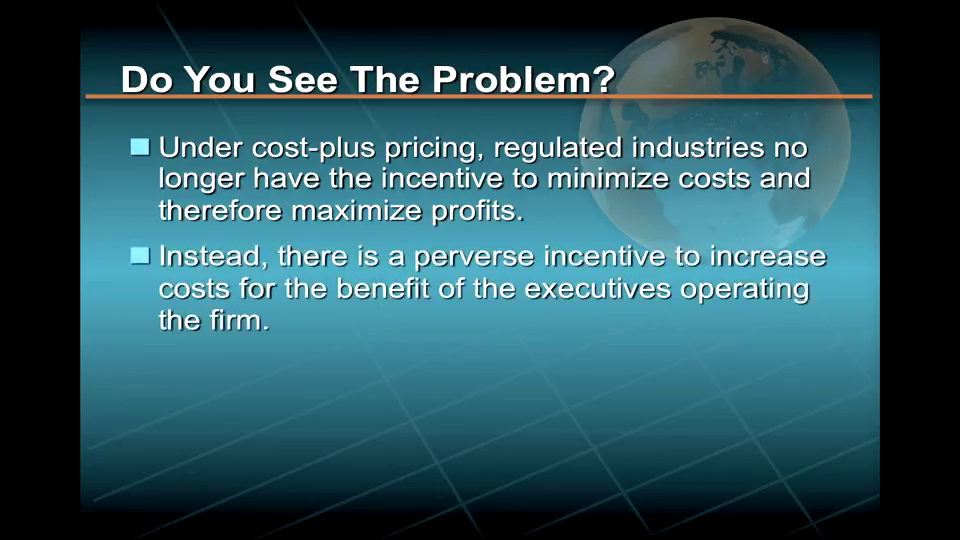 Do You See The Problem?
Under cost-plus pricing, regulated industries no
longer have the incentive to minimize costs and
therefore maximize profits.
Instead, there is a perverse incentive to increase
costs for the benefit of the executives operating
the firm.